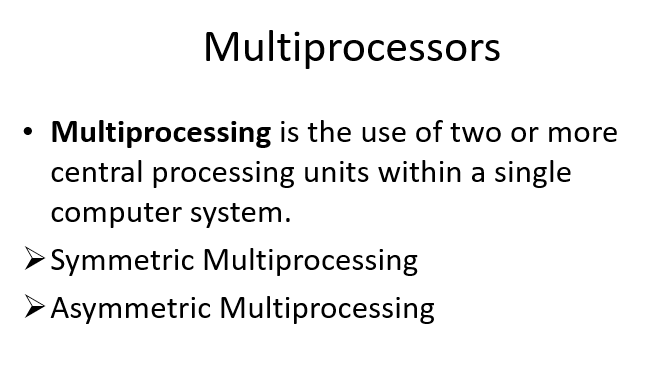 Multiprocessors
• Multiprocessing is the use of two or more
central processing units within a single
computer system.
➢ Symmetric Multiprocessing
➢ Asymmetric Multiprocessing